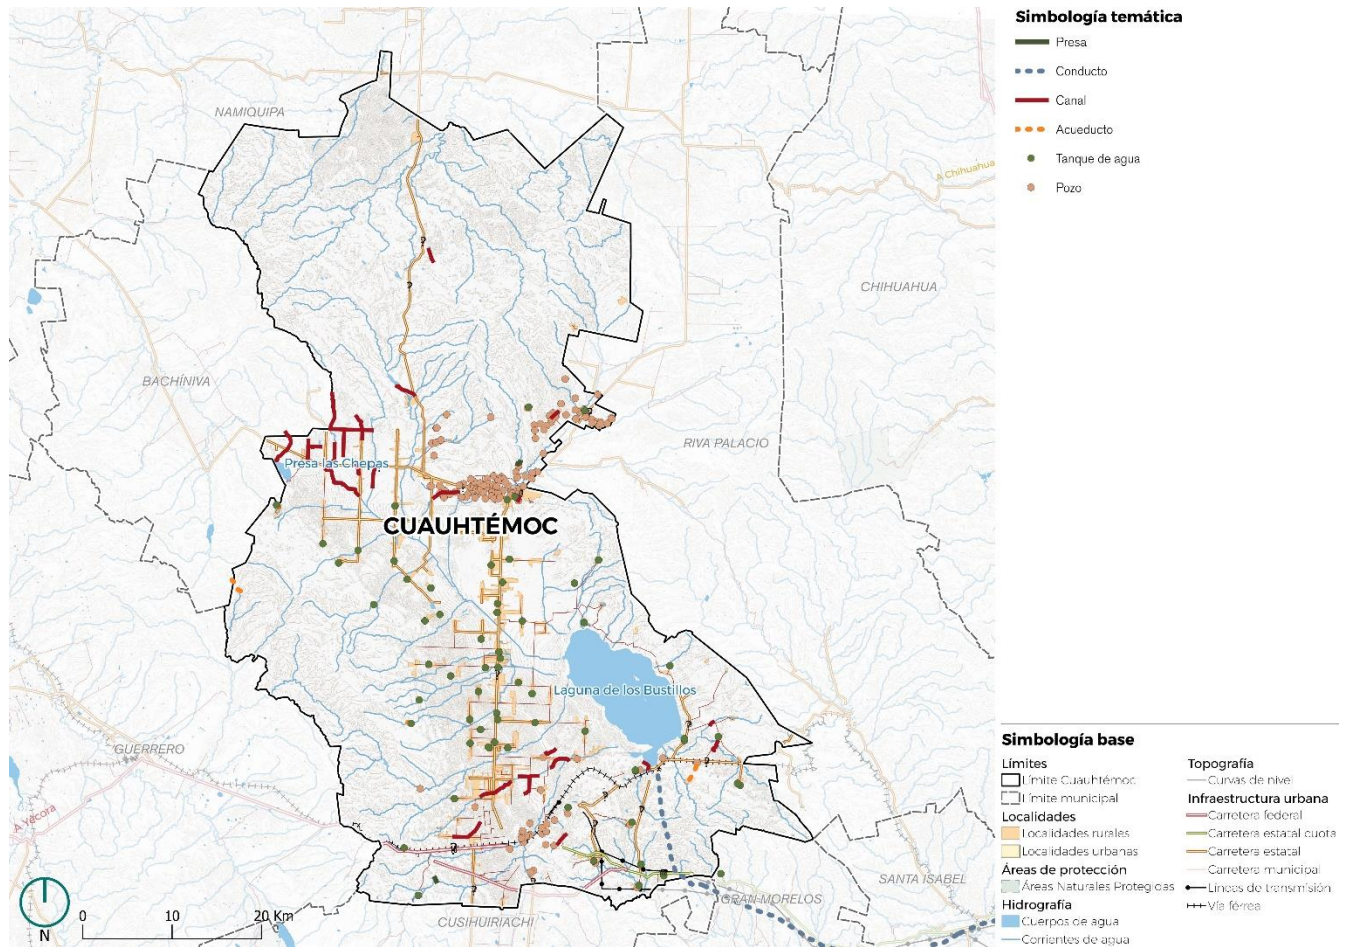 Simbología temática
Presa
Conducto
Canal
Acueducto
Tanque de agua
Pozo
NAMIQUIPA
A Chihuahua
CHIHUAHUA
BACHÍNIVA
RIVA PALACIO
Presa las Chepas
CUAUHTÉMOC
Laguna de los Bustillos
GUERRERO
A Yécora
SANTA ISABEL
GRAN MORELOS
CUSIHUIRIACHI
0 10 20 Km
N
Simbología base
Límites
Límite Cuauhtémoc
Límite municipal
Localidades
Localidades rurales
Localidades urbanas
Áreas de protección
Áreas Naturales Protegidas
Hidrografía
Cuerpos de agua
Corrientes de agua
Topografía
Curvas de nivel
Infraestructura urbana
Carretera federal
Carretera estatal cuota
Carretera estatal
Carretera municipal
Líneas de transmisión
Vía férrea